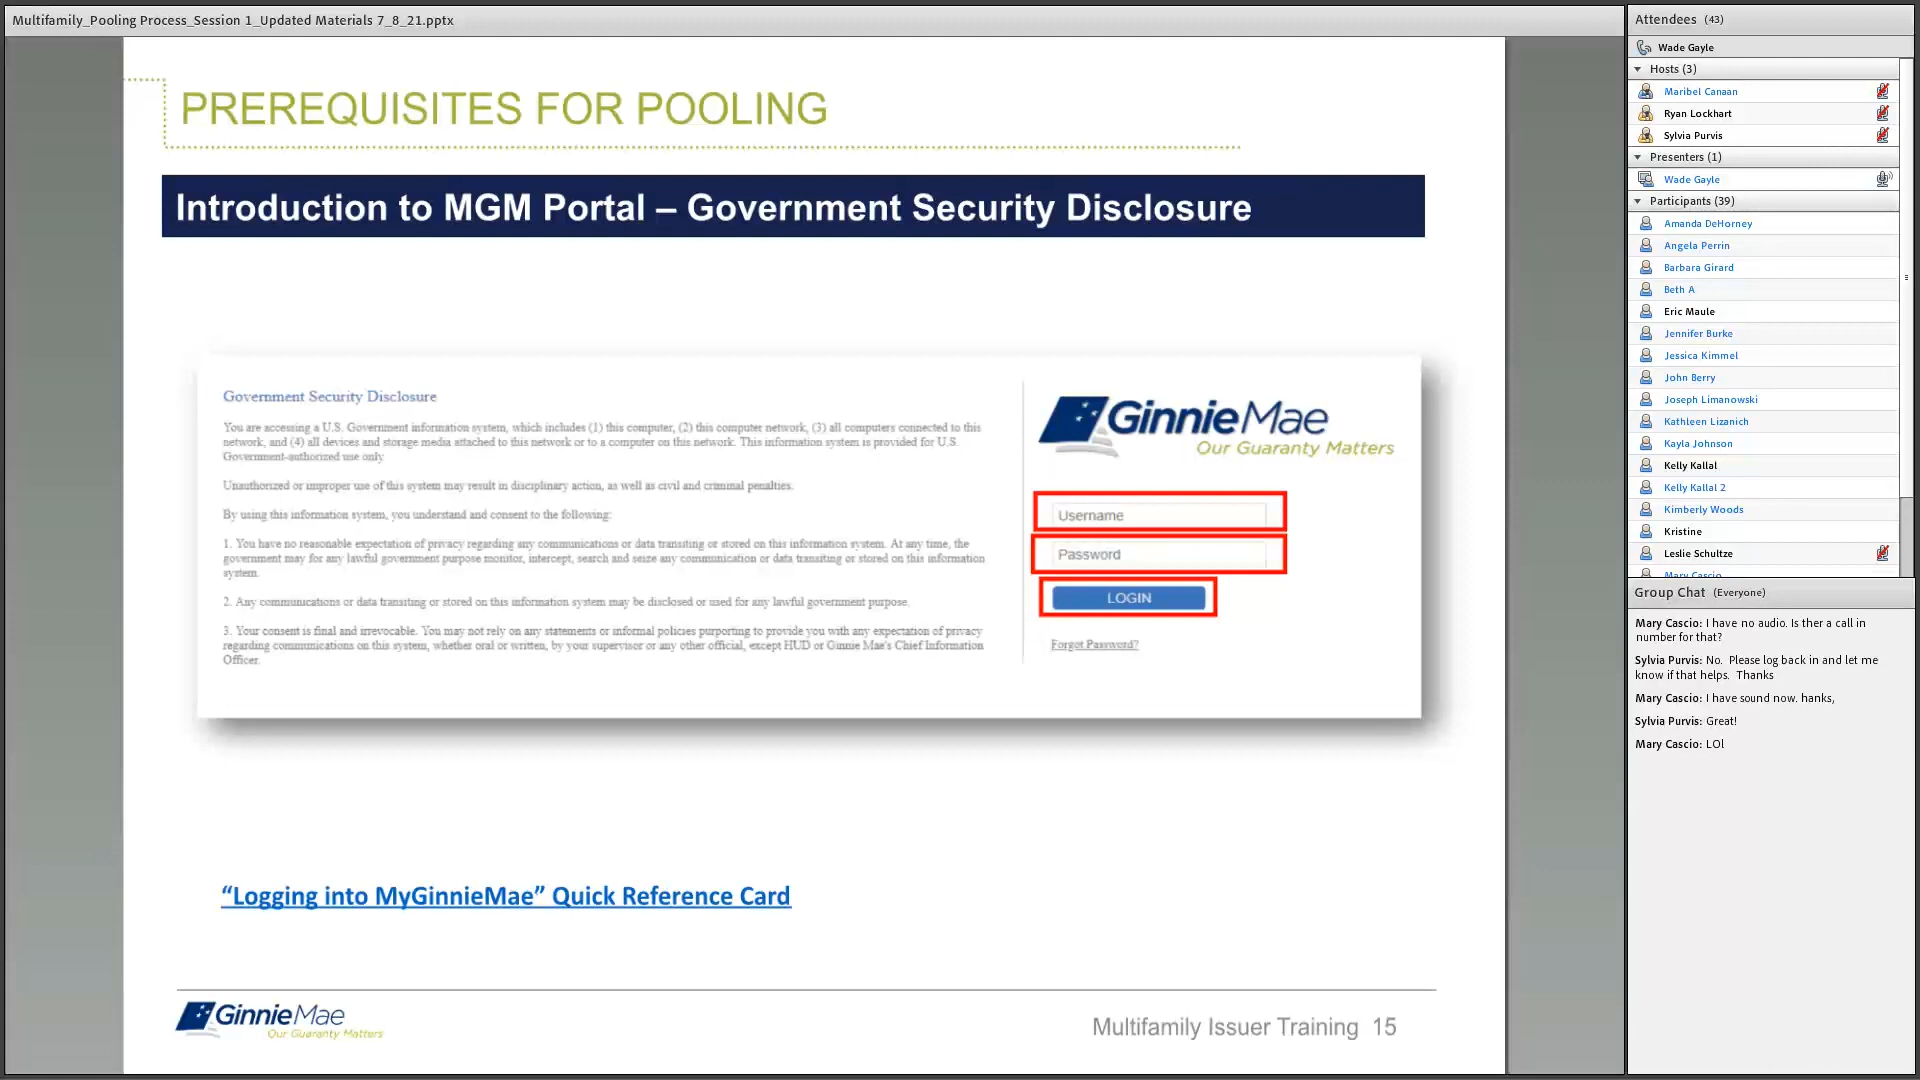 Multifamily_Pooling Process_Session 1_Updated Materials 7_8_21.pptx
PREREQUISITES FOR POOLING
Introduction to MGM Portal – Government Security Disclosure
Government Security Disclosure
You are accessing a U.S. Government information system, which includes (1) this computer, (2) this computer network, (3) all computers connected to this
network, and (4) all devices and storage media attached to this network or to a computer on this network. This information system is provided for U.S.
Government-authorized use only.
Unauthorized or improper use of this system may result in disciplinary action, as well as civil and criminal penalties.
By using this information system, you understand and consent to the following:
1. You have no reasonable expectation of privacy regarding any communications or data transiting or stored on this information system. At any time, the
government may for any lawful government purpose monitor, intercept, search and seize any communication or data transiting or stored on this information
system.
2. Any communications or data transiting or stored on this information system may be disclosed or used for any lawful government purpose.
3. Your consent is final and irrevocable. You may not rely on any statements or informal policies purporting to provide you with any expectation of privacy
regarding communications on this system, whether oral or written, by your supervisor or any other official, except HUD or Ginnie Mae's Chief Information
Officer.
GinnieMae
Our Guaranty Matters
Username
Password
LOGIN
Forgot Password?
“Logging into MyGinnieMae” Quick Reference Card
GinnieMae
Our Guaranty Matters
Multifamily Issuer Training 15
Attendees (43)
Wade Gayle
Hosts (3)
Maribel Canaan
Ryan Lockhart
Sylvia Purvis
Presenters (1)
Wade Gayle
Participants (39)
Amanda DeHorney
Angela Perrin
Barbara Girard
Beth A
Eric Maule
Jennifer Burke
Jessica Kimmel
John Berry
Joseph Limanowski
Kathleen Lizanich
Kayla Johnson
Kelly Kallal
Kelly Kallal 2
Kimberly Woods
Kristine
Leslie Schultze
Mary Cascio
Group Chat (Everyone)
Mary Cascio: I have no audio. Is ther a call in
number for that?
Sylvia Purvis: No. Please log back in and let me
know if that helps. Thanks
Mary Cascio: I have sound now. hanks,
Sylvia Purvis: Great!
Mary Cascio: LOl